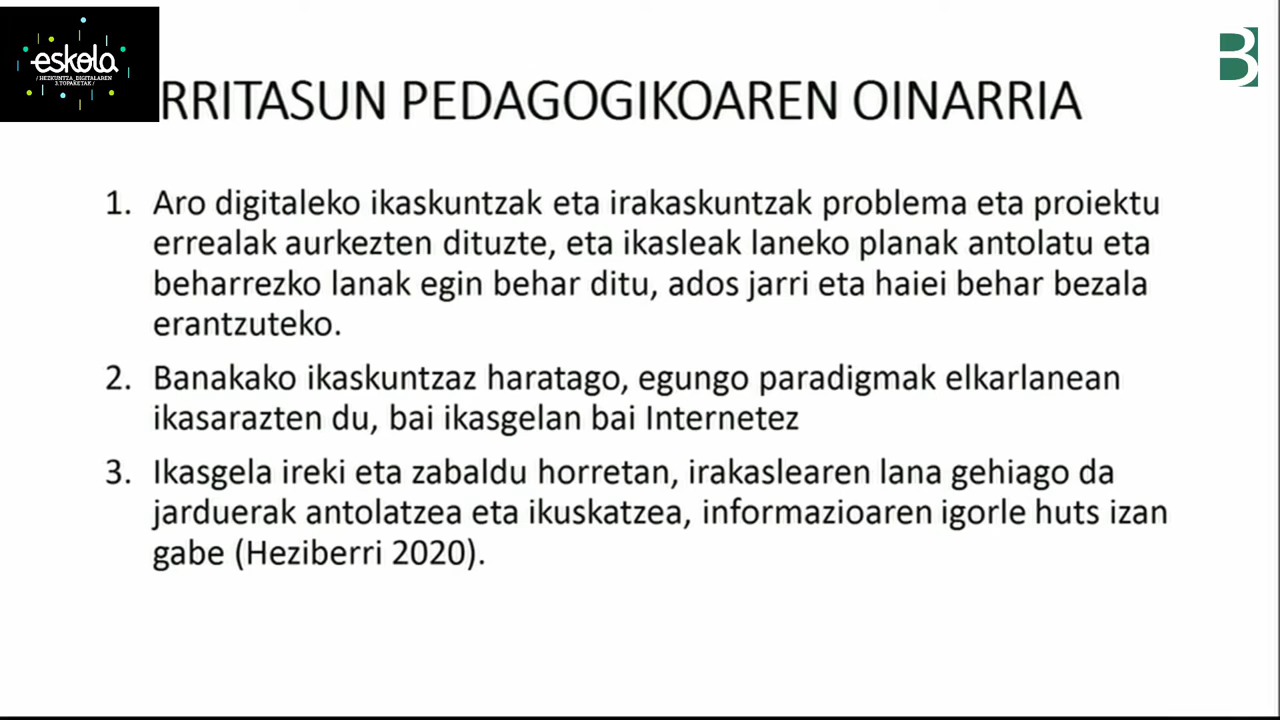 eskola
/ HEZKUNTZA_DIGITALAREN
3.TOPAKETAK /
B
RRITASUN PEDAGOGIKOAREN OINARRIA
1. Aro digitaleko ikaskuntzak eta irakaskuntzak problema eta proiektu
errealak aurkezten dituzte, eta ikasleak laneko planak antolatu eta
beharrezko lanak egin behar ditu, ados jarri eta haiei behar bezala
erantzuteko.
2. Banakako ikaskuntzaz haratago, egungo paradigmak elkarlanean
ikasarazten du, bai ikasgelan bai Internetez
3. Ikasgela ireki eta zabaldu horretan, irakaslearen lana gehiago da
jarduerak antolatzea eta ikuskatzea, informazioaren igorle huts izan
gabe (Heziberri 2020).